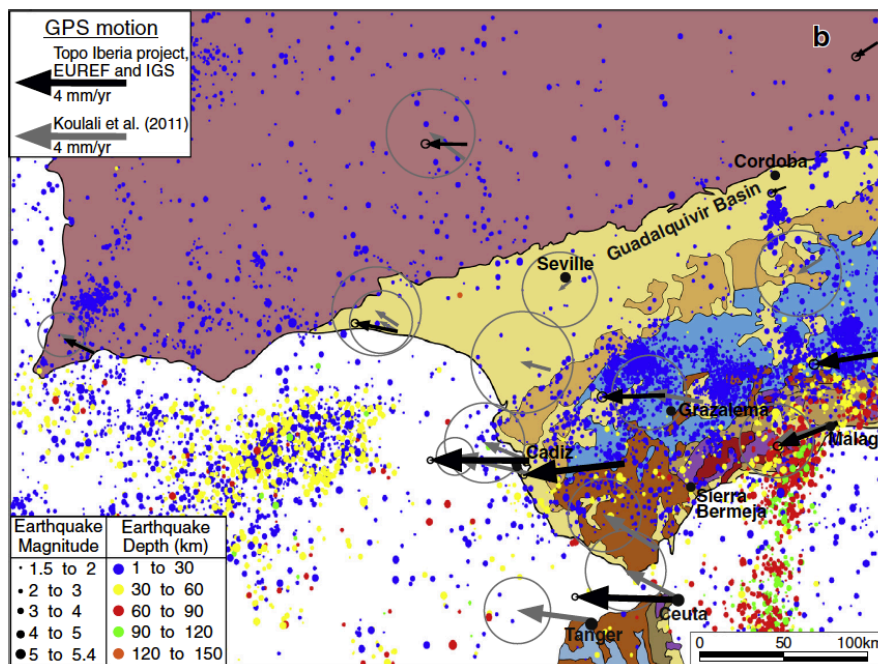 GPS motion
Topo Iberia project,
EUREF and IGS
4 mm/yr
Koulali et al. (2011)
4 mm/yr
b
Cordoba
Guadalquivir Basin
Seville
Grazalema
Malag
Cadiz
Sierra
Bermeja
Ceuta
Tanger
Earthquake Magnitude
1.5 to 2
2 to 3
3 to 4
4 to 5
5 to 5.4
Earthquake Depth (km)
1 to 30
30 to 60
60 to 90
90 to 120
120 to 150
0 50 100km